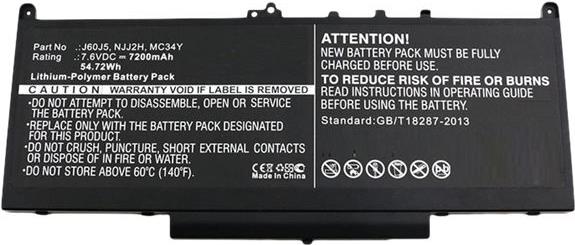 Part No :J60J5, NJJ2H, MC34Y
Rating :7.6VDC ⎓ 7200mAh
54.72Wh
Lithium-Polymer Battery Pack
CAUTION
WARRANTY VOID IF LABEL IS REMOVED
•DO NOT ATTEMPT TO DISASSEMBLE, OPEN OR SERVICE
THE BATTERY PACK.
•REPLACE ONLY WITH THE BATTERY PACK DESIGNATED
FOR THIS PRODUCT.
•DO NOT CRUSH, PUNCTURE, SHORT EXTERNAL CONTACTS
OR DISPOSE OF IN FIRE OR WATER.
•DO NOT STORE ABOVE 60°C (140°F).
Made In China
ATTENTION!
NEW BATTERY PACK MUST BE FULLY
CHARGED BEFORE USE.
TO REDUCE RISK OF FIRE OR BURNS
READ INSTRUCTIONS IN OPERATING GUIDE
BEFORE BATTERY USE.
Standard:GB/T18287-2013
CE